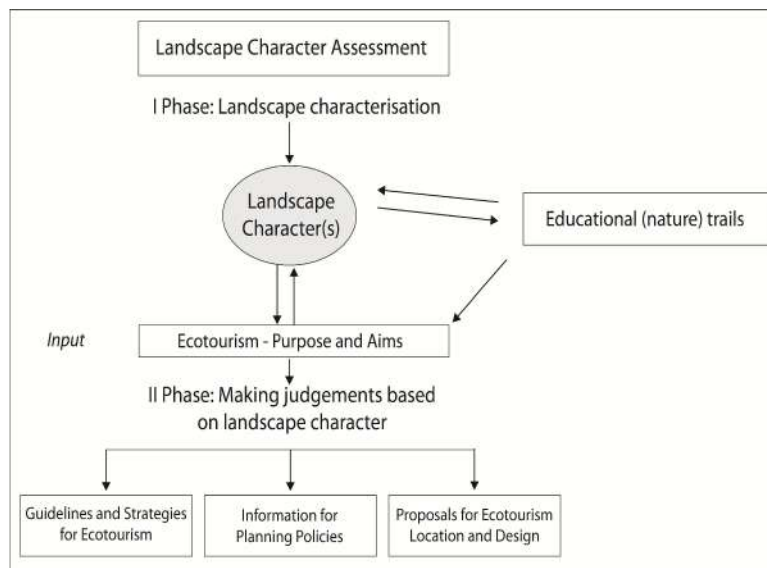 Landscape Character Assessment
I Phase: Landscape characterisation
Landscape
Character(s)
Educational (nature) trails
Input
Ecotourism - Purpose and Aims
II Phase: Making judgements based
on landscape character
Guidelines and Strategies
for Ecotourism
Information for
Planning Policies
Proposals for Ecotourism
Location and Design